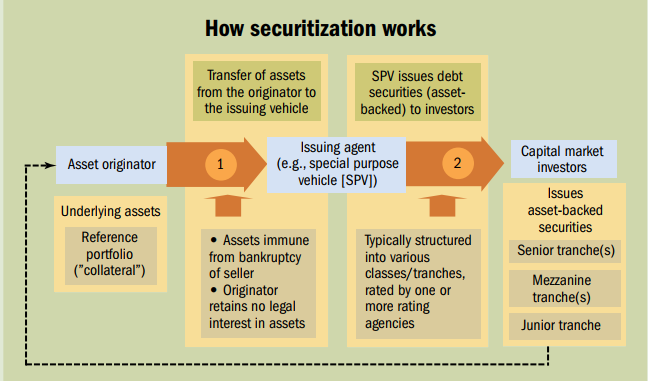 How securitization works
Transfer of assets
from the originator to
the issuing vehicle
SPV issues debt
securities (asset-
backed) to investors
Asset originator
1
Issuing agent
(e.g., special purpose
vehicle [SPV])
2
Capital market
investors
Underlying assets
Reference
portfolio
("collateral")
• Assets immune
from bankruptcy
of seller
• Originator
retains no legal
interest in assets
Typically structured
into various
classes/tranches,
rated by one or
more rating
agencies
Issues
asset-backed
securities
Senior tranche(s)
Mezzanine
tranche(s)
Junior tranche